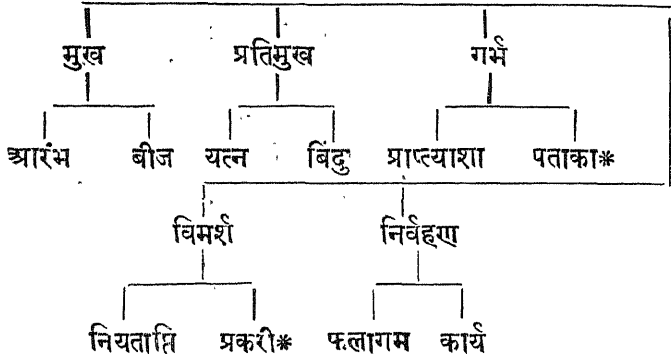 मुख प्रतिमुख गर्भ
आरंभ बीज यत्न बिंदु प्राप्त्याशा पताका*
विमर्श निर्वहण
नियताप्ति प्रकरी* फलागम कार्य